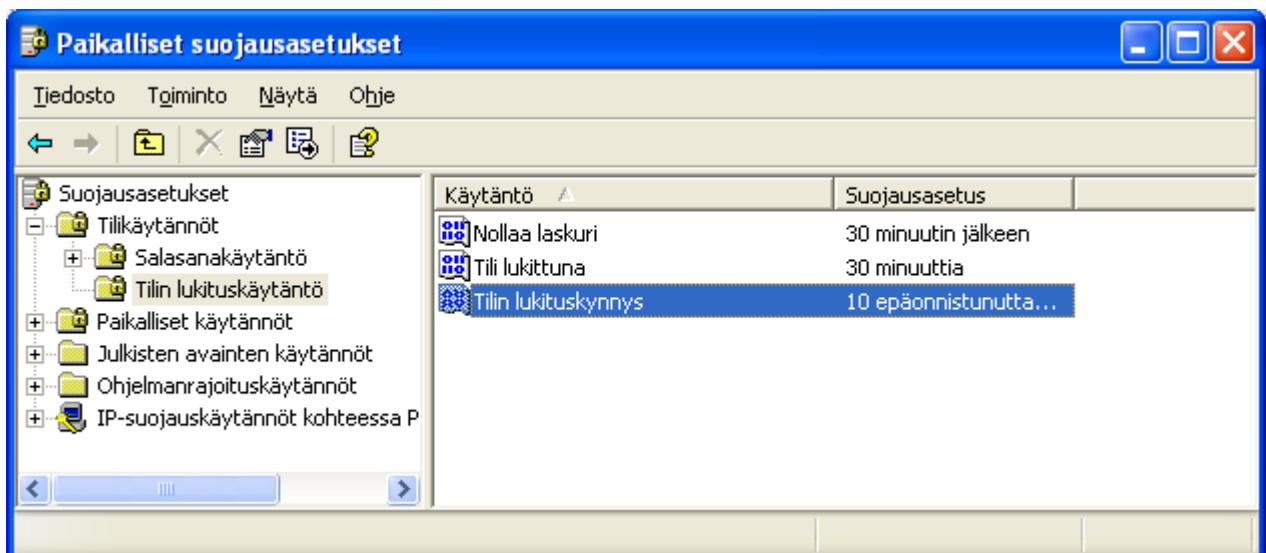 Paikalliset suojausasetukset
Tiedosto Toiminto Näytä Ohje
Suojausasetukset
Tilikäytännöt
Salasanakäytäntö
Tilin lukituskäytäntö
Paikalliset käytännöt
Julkisten avainten käytännöt
Ohjelmanrajoituskäytännöt
IP-suojauskäytännöt kohteessa P
Käytäntö Suojausasetus
Nollaa laskuri 30 minuutin jälkeen
Tili lukittuna 30 minuuttia
Tilin lukituskynnys 10 epäonnistunutta...